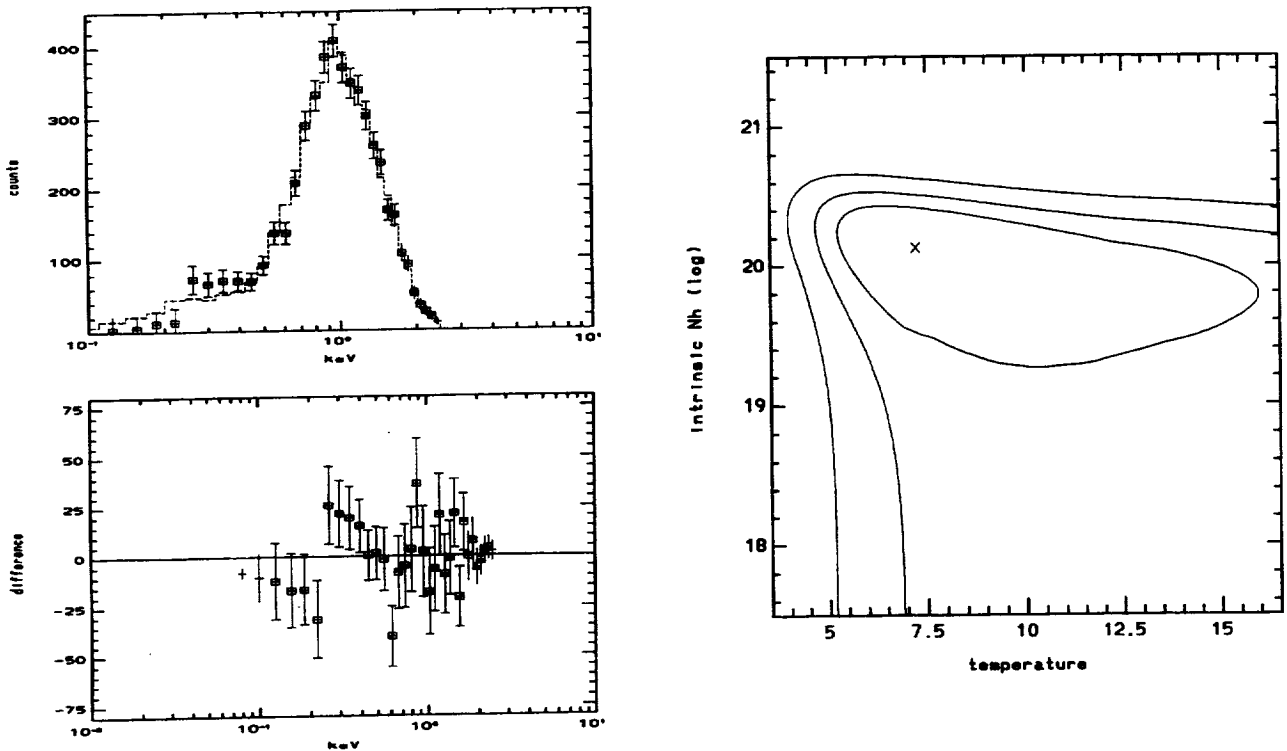 400
300
200
100
counts
10⁻¹ 10⁰ 10¹
keV
75
50
25
0
-25
-50
-75
difference
10⁻² 10⁻¹ 10⁰ 10¹
keV
21
20
19
18
Intrinsic Nh (log)
5 7.5 10 12.5 15
temperature